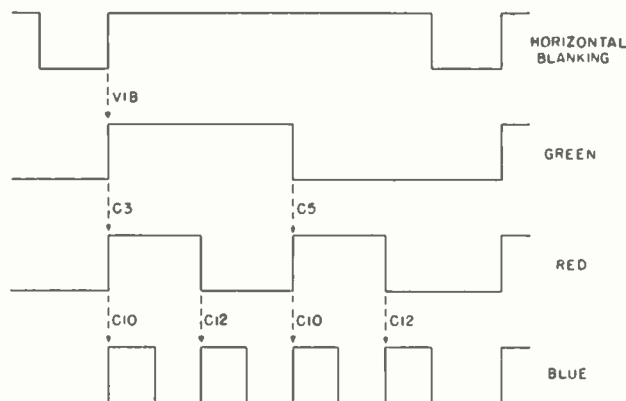 HORIZONTAL
BLANKING
V1B
GREEN
C3
C5
RED
C10
C12
C10
C12
BLUE